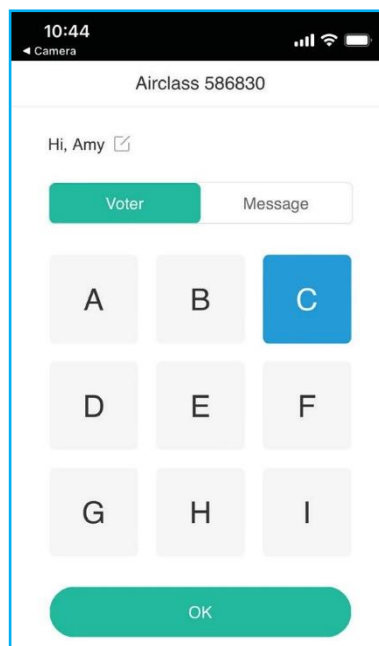 10:44
◀ Camera
Airclass 586830
Hi, Amy
Voter Message
A B C
D E F
G H I
OK